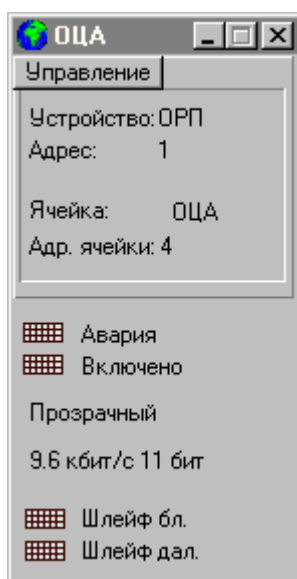 ОЦА
Управление
Устройство: ОРП
Адрес: 1
Ячейка: ОЦА
Адр. ячейки: 4
Авария
Включено
Прозрачный
9.6 кбит/с 11 бит
Шлейф бл.
Шлейф дал.